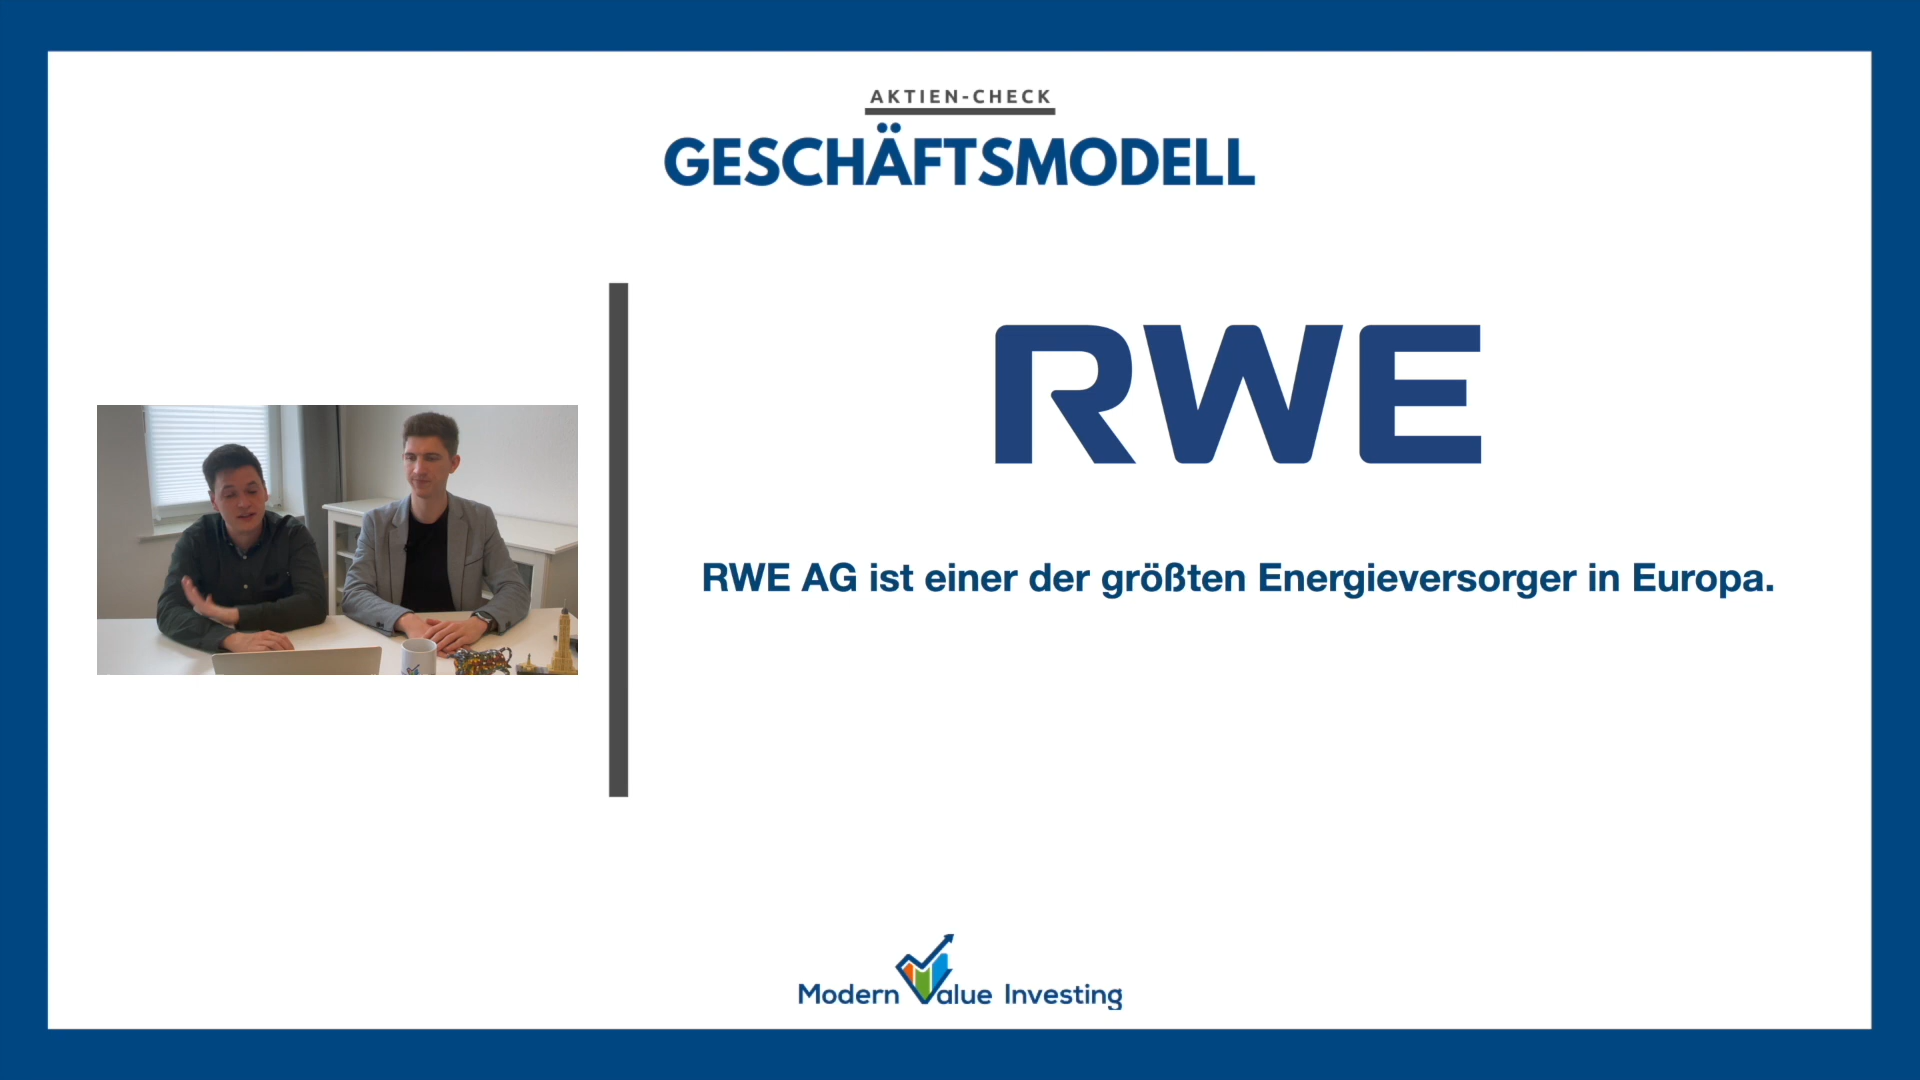 AKTIEN-CHECK
GESCHÄFTSMODELL
RWE
RWE AG ist einer der größten Energieversorger in Europa.
Modern Value Investing